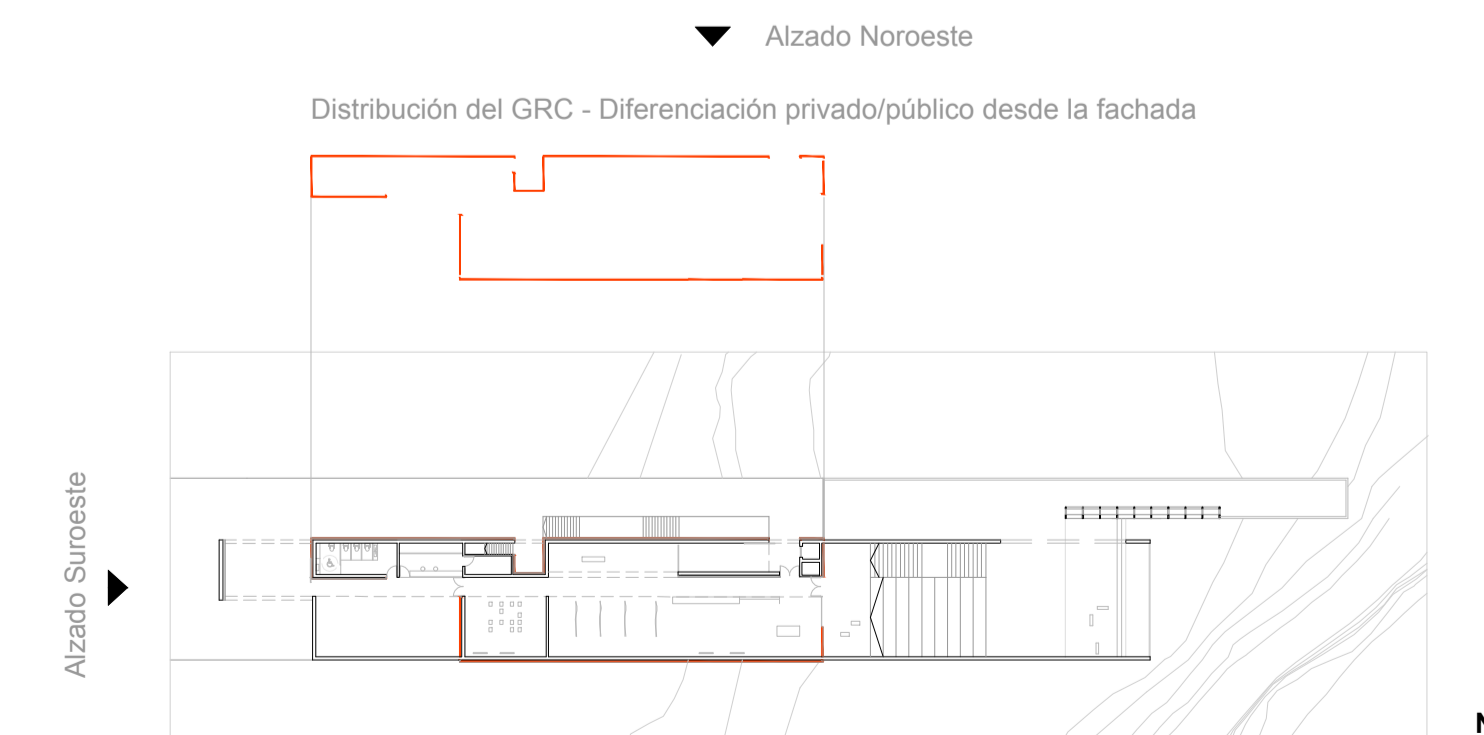 Alzado Noroeste
Distribución del GRC - Diferenciación privado/público desde la fachada
Alzado Suroeste